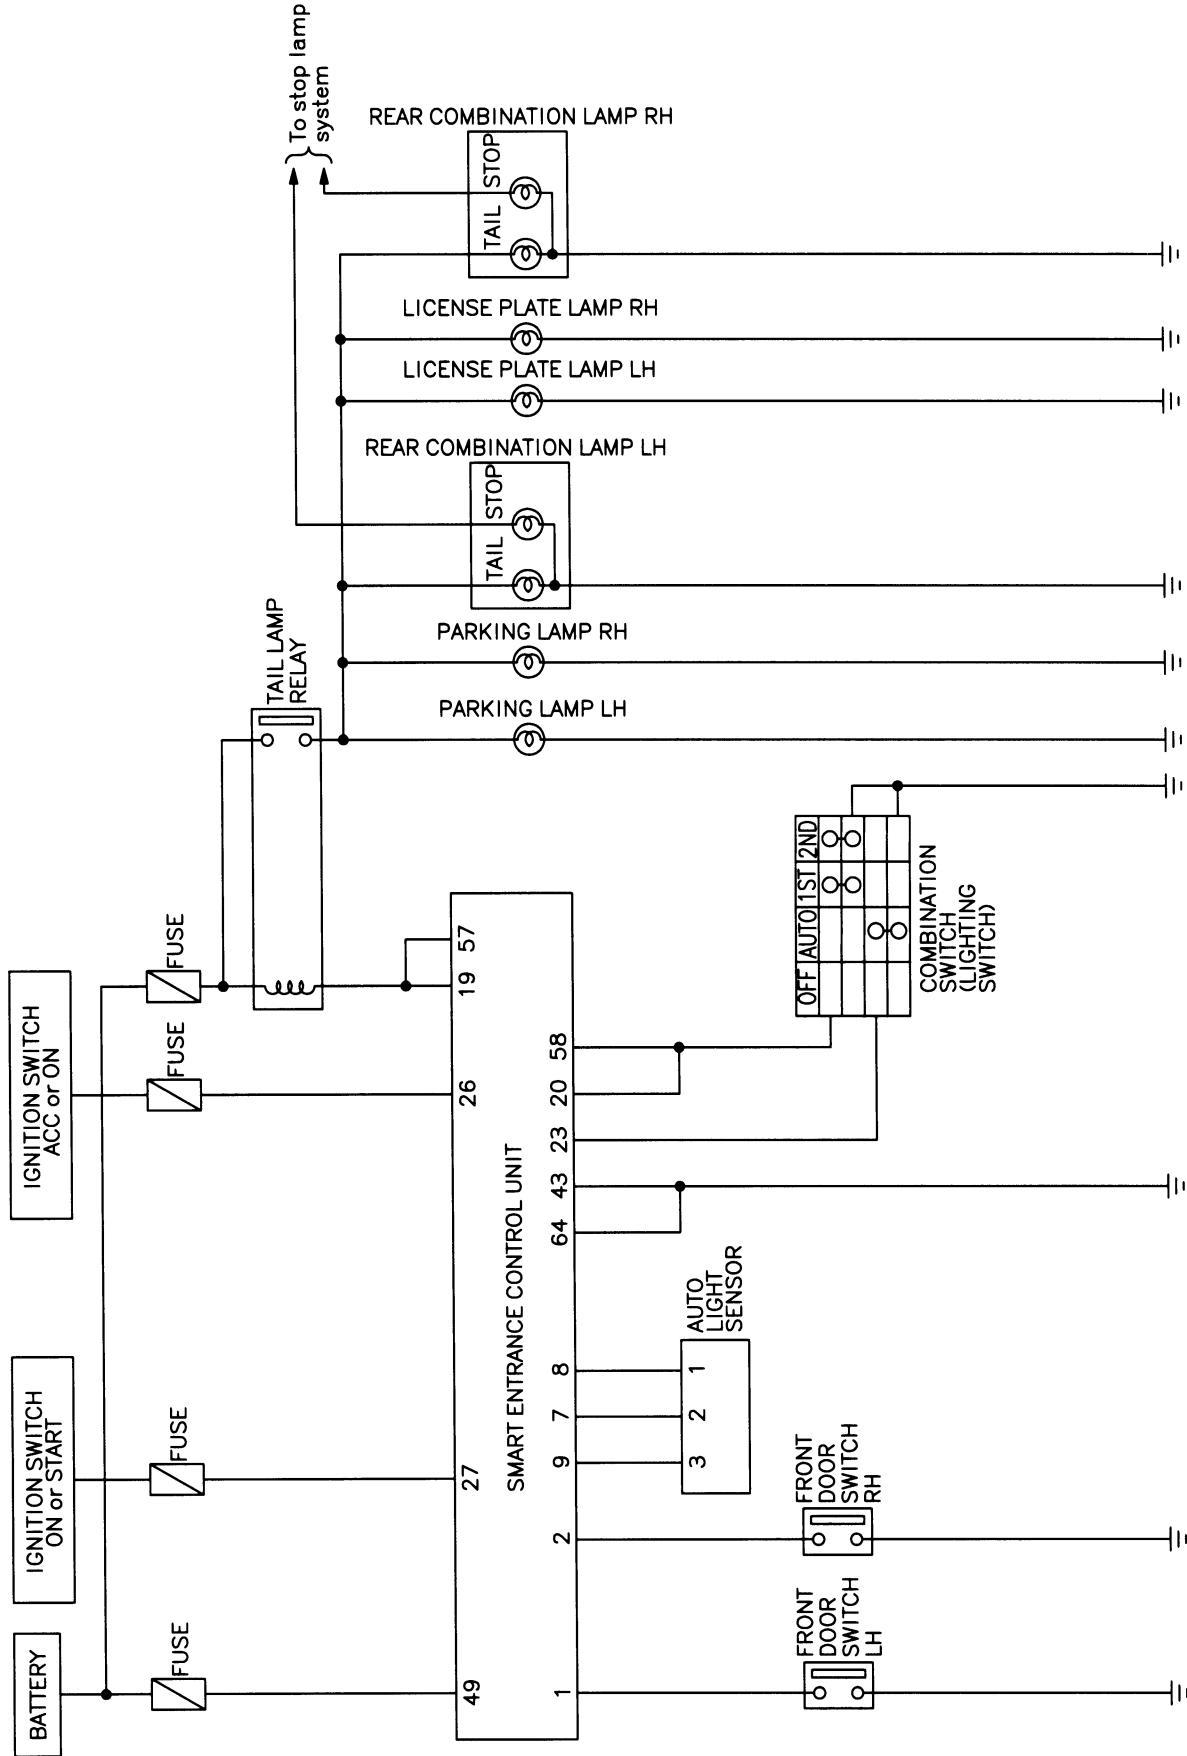 BATTERY
IGNITION SWITCH
ON or START
IGNITION SWITCH
ACC or ON
FUSE
FUSE
FUSE
FUSE
TAIL LAMP
RELAY
To stop lamp
system
49
27
26
19
57
SMART ENTRANCE CONTROL UNIT
1
2
9
7
8
64
43
23
20
58
PARKING LAMP LH
PARKING LAMP RH
REAR COMBINATION LAMP LH
TAIL
STOP
LICENSE PLATE LAMP LH
LICENSE PLATE LAMP RH
REAR COMBINATION LAMP RH
TAIL
STOP
3
2
1
AUTO
LIGHT
SENSOR
FRONT
DOOR
SWITCH
LH
FRONT
DOOR
SWITCH
RH
OFF
AUTO
1ST
2ND
COMBINATION
SWITCH
(LIGHTING
SWITCH)